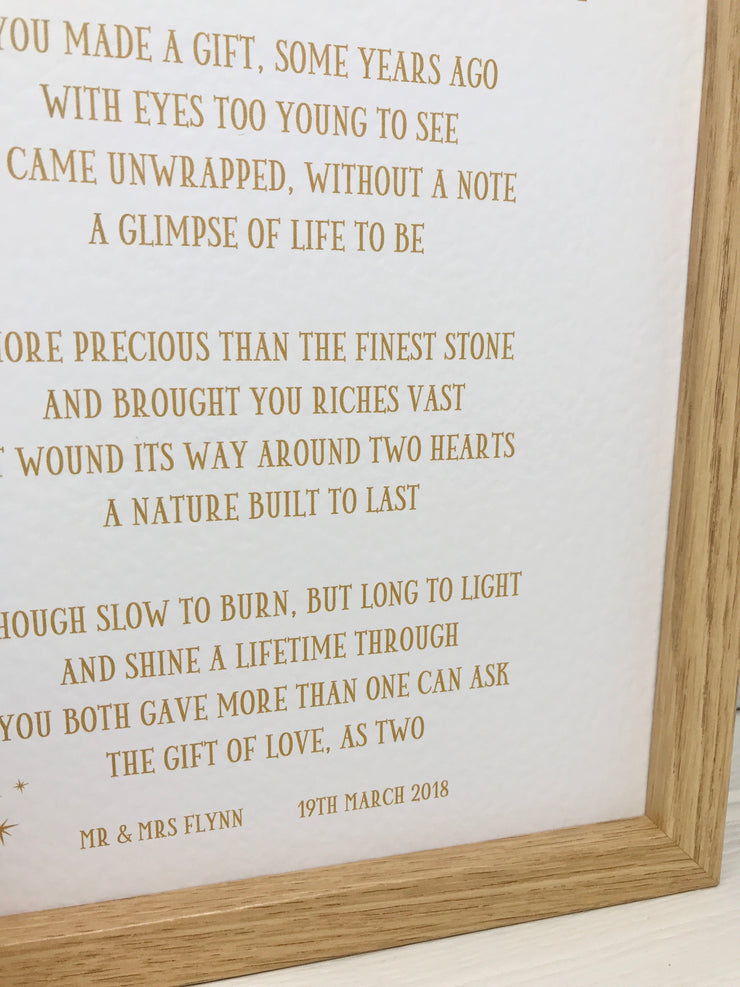 YOU MADE A GIFT, SOME YEARS AGO
WITH EYES TOO YOUNG TO SEE
CAME UNWRAPPED, WITHOUT A NOTE
A GLIMPSE OF LIFE TO BE
MORE PRECIOUS THAN THE FINEST STONE
AND BROUGHT YOU RICHES VAST
WOUND ITS WAY AROUND TWO HEARTS
A NATURE BUILT TO LAST
THOUGH SLOW TO BURN, BUT LONG TO LIGHT
AND SHINE A LIFETIME THROUGH
YOU BOTH GAVE MORE THAN ONE CAN ASK
THE GIFT OF LOVE, AS TWO
MR & MRS FLYNN 19TH MARCH 2018